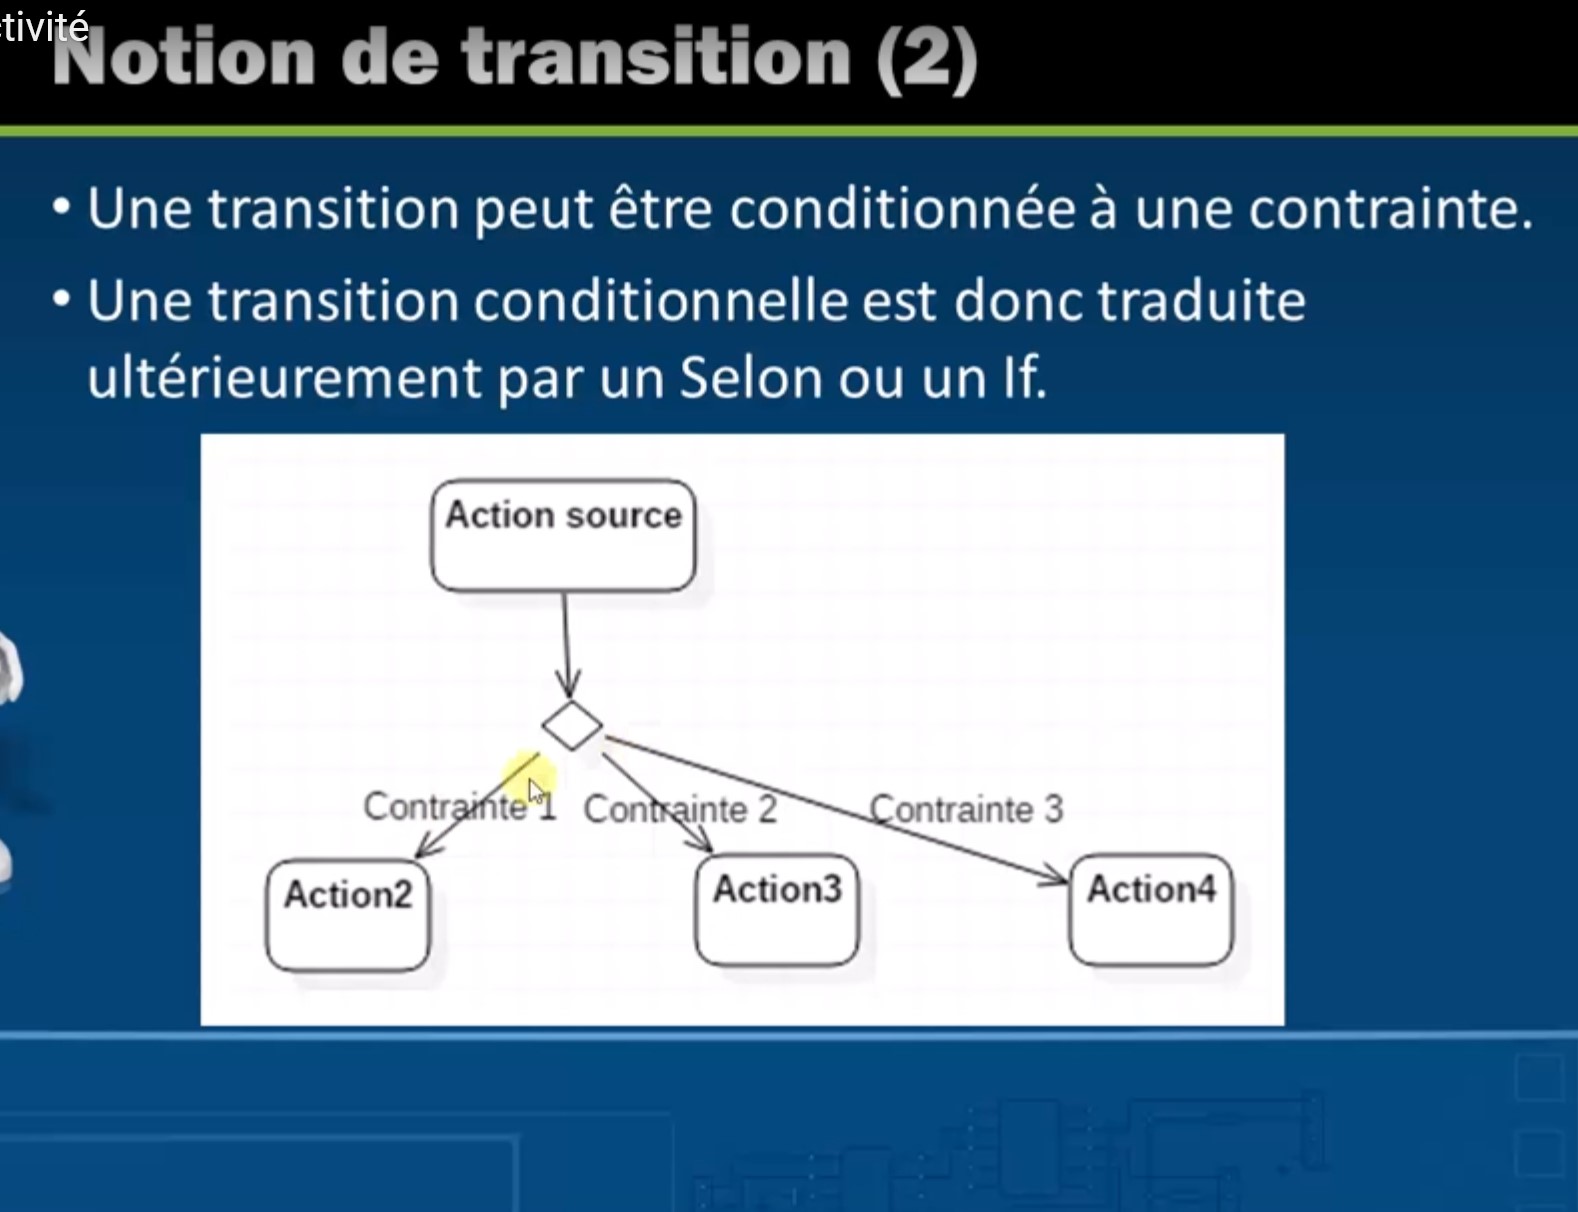 tivité
Notion de transition (2)
• Une transition peut être conditionnée à une contrainte.
• Une transition conditionnelle est donc traduite
ultérieurement par un Selon ou un If.
Action source
Contrainte 1 Contrainte 2 Contrainte 3
Action2 Action3 Action4